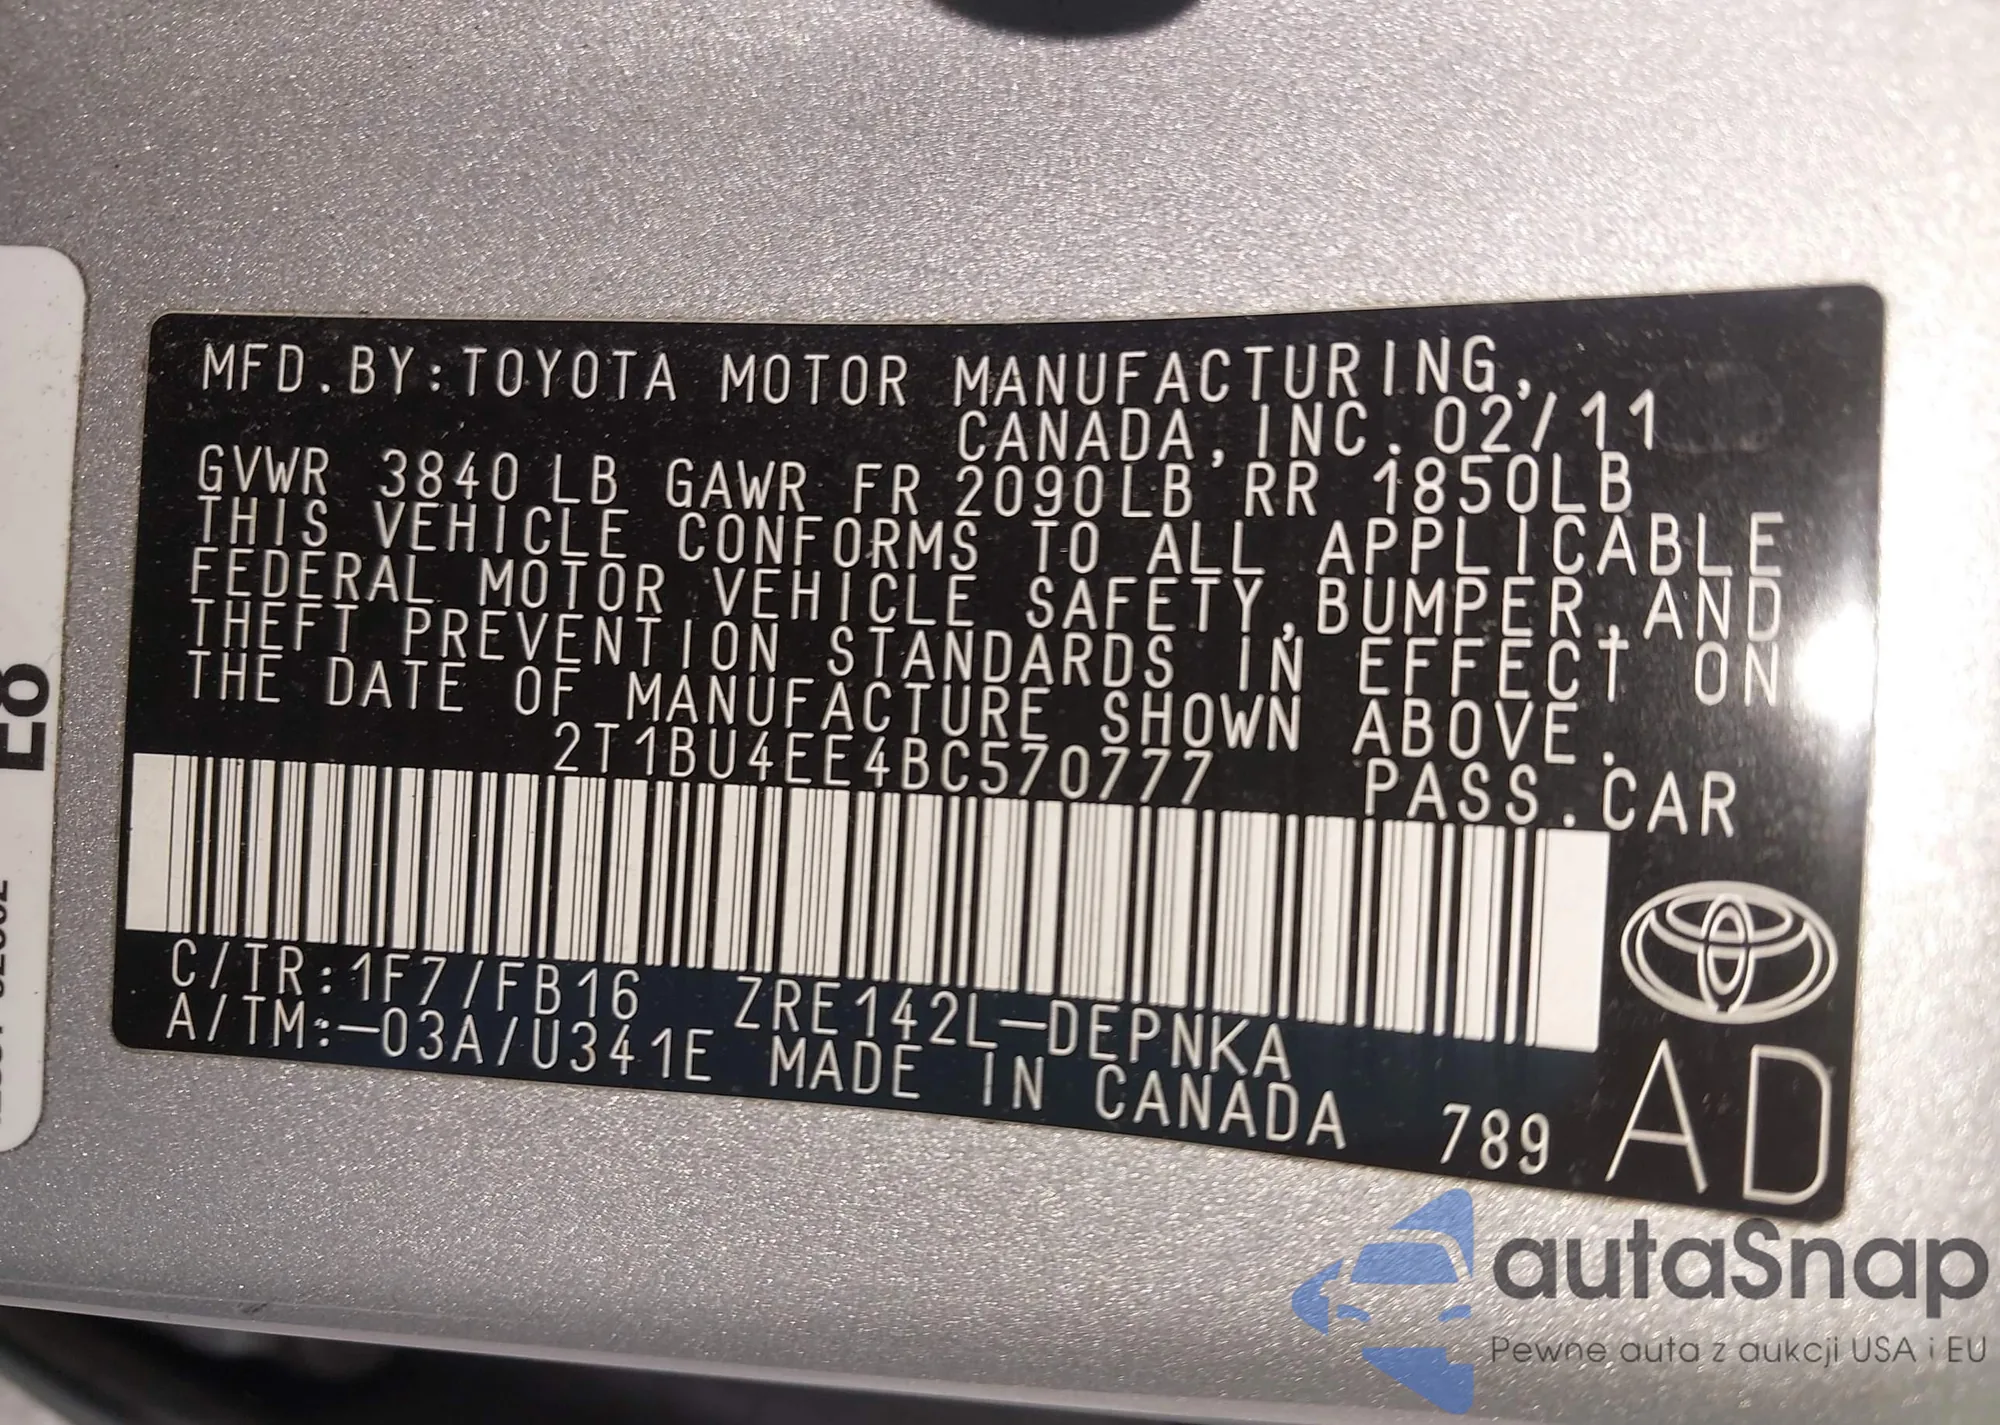 MFD.BY:TOYOTA MOTOR MANUFACTURING,
CANADA,INC.02/11
GVWR 3840LB GAWR FR 2090LB RR 1850LB
THIS VEHICLE CONFORMS TO ALL APPLICABLE
FEDERAL MOTOR VEHICLE SAFETY,BUMPER,AND
THEFT PREVENTION STANDARDS IN EFFECT ON
THE DATE OF MANUFACTURE SHOWN ABOVE.
2T1BU4EE4BC570777 PASS.CAR
C/TR:1F7/FB16 ZRE142L-DEPNKA
A/TM:-03A/U341E MADE IN CANADA 789
AD
E8
autaSnap
Pewne auta z aukcji USA i EU